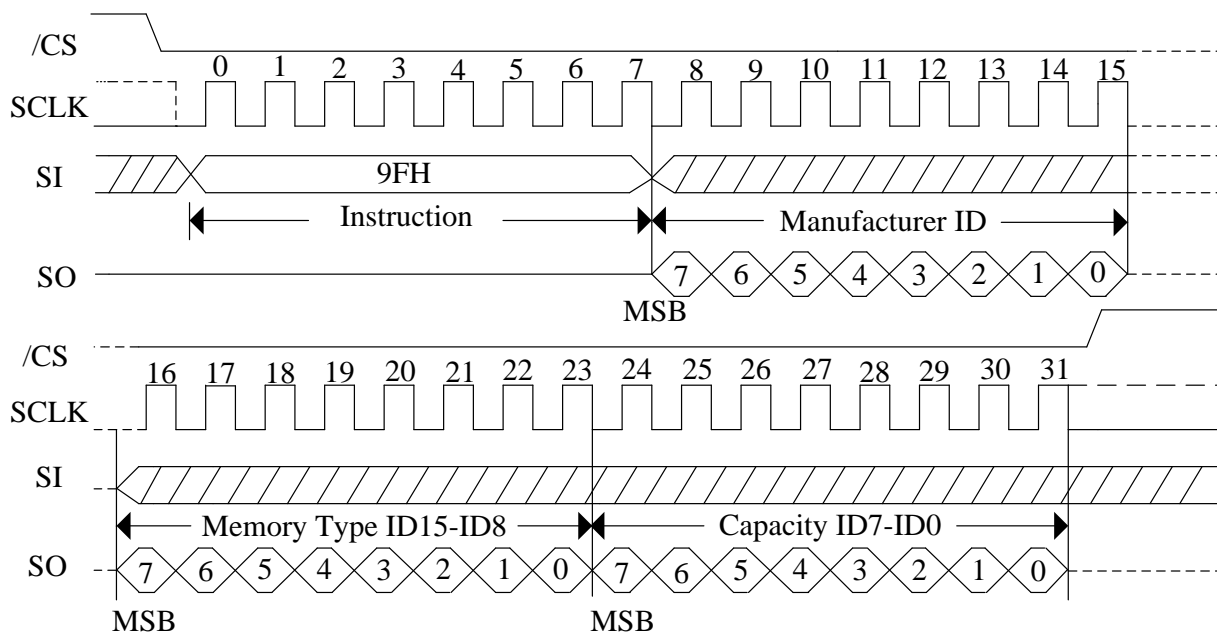 /CS
0 1 2 3 4 5 6 7 8 9 10 11 12 13 14 15
SCLK
SI 9FH
Instruction Manufacturer ID
SO 7 6 5 4 3 2 1 0
MSB
/CS
16 17 18 19 20 21 22 23 24 25 26 27 28 29 30 31
SCLK
SI
Memory Type ID15-ID8 Capacity ID7-ID0
SO 7 6 5 4 3 2 1 0 7 6 5 4 3 2 1 0
MSB MSB